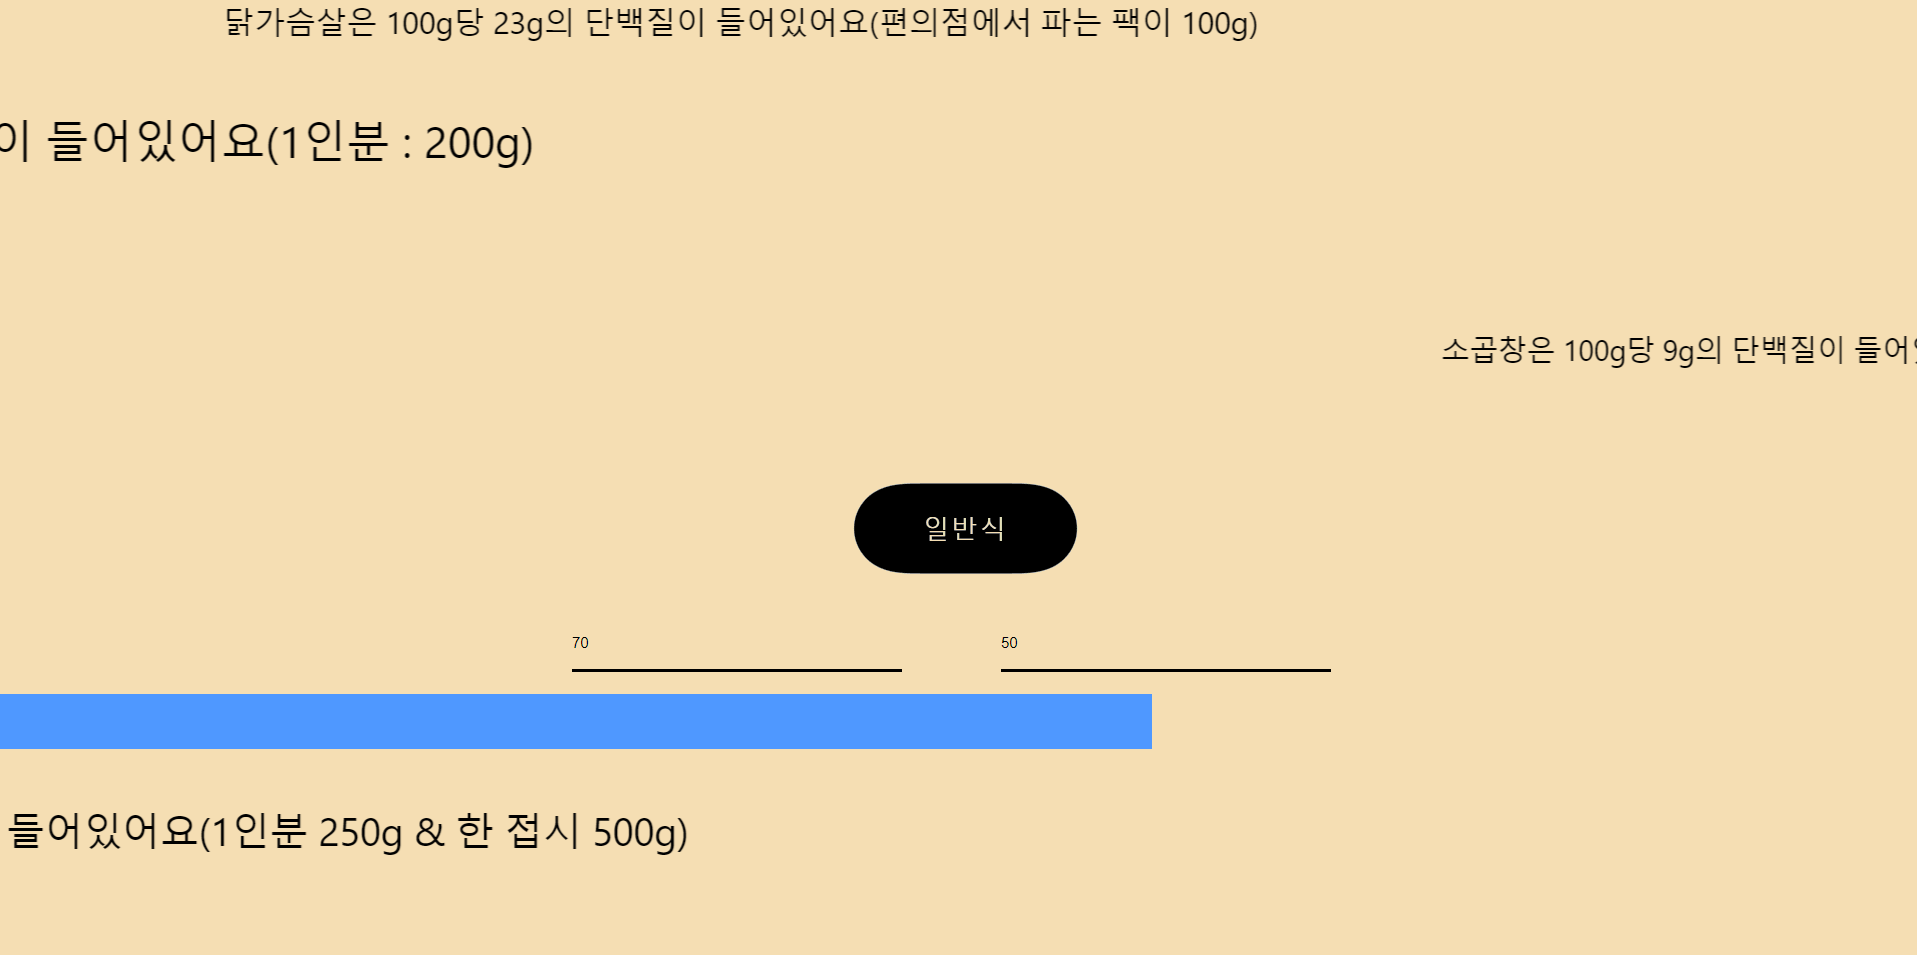 닭가슴살은 100g당 23g의 단백질이 들어있어요(편의점에서 파는 팩이 100g)
이 들어있어요(1인분 : 200g)
소곱창은 100g당 9g의 단백질이 들어
일반식
70
50
들어있어요(1인분 250g & 한 접시 500g)